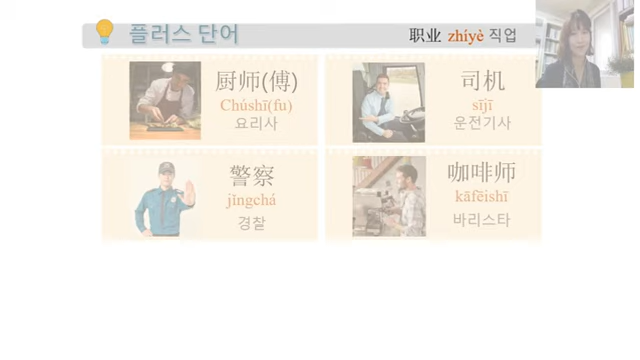 플러스 단어
职业 zhíyè 직업
厨师(傅)
Chúshī(fu)
요리사
司机
sījī
운전기사
警察
jǐngchá
경찰
咖啡师
kāfēishī
바리스타